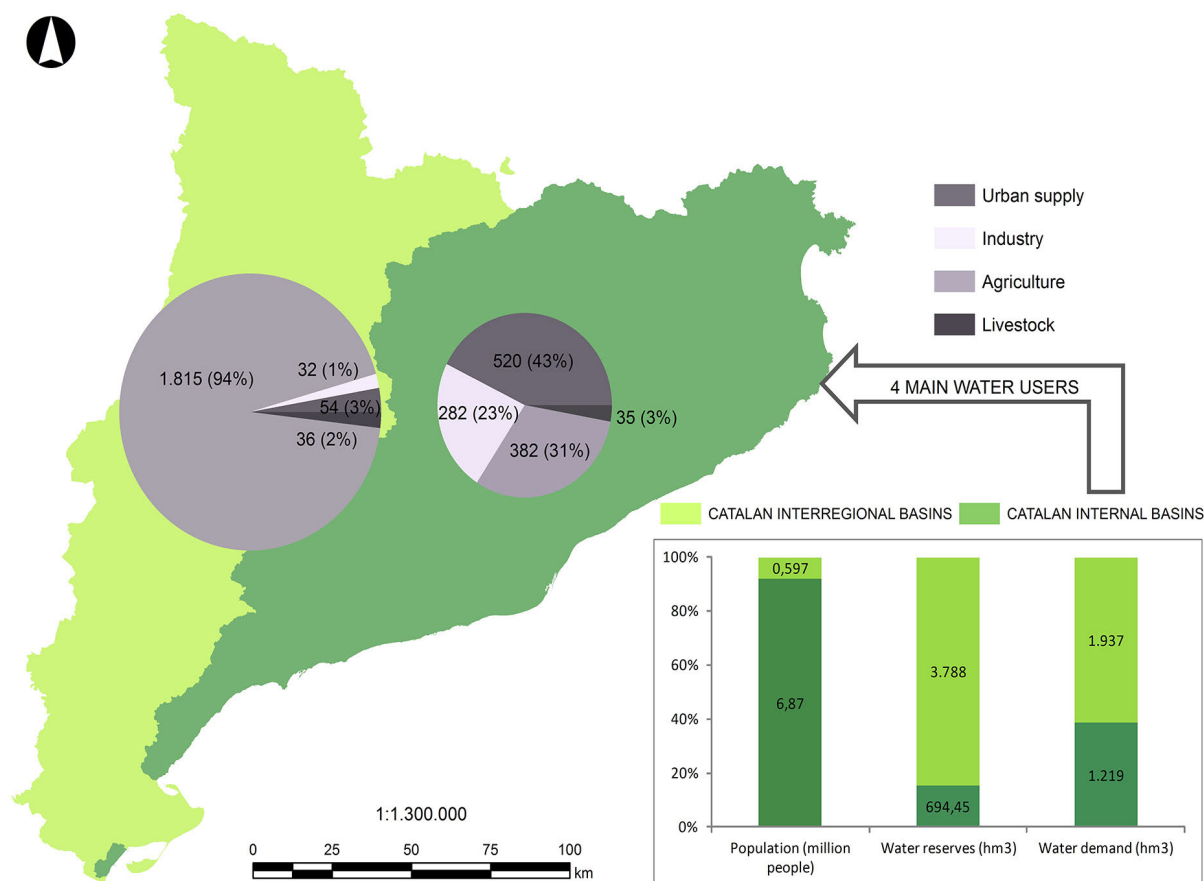 Urban supply
Industry
Agriculture
Livestock
1.815 (94%)
32 (1%)
54 (3%)
36 (2%)
520 (43%)
282 (23%)
382 (31%)
35 (3%)
4 MAIN WATER USERS
CATALAN INTERREGIONAL BASINS
CATALAN INTERNAL BASINS
100%
80%
60%
40%
20%
0%
0,597
6,87
3.788
694,45
1.937
1.219
Population (million
people)
Water reserves (hm3)
Water demand (hm3)
1:1.300.000
0 12,5 25 50 75 100
km